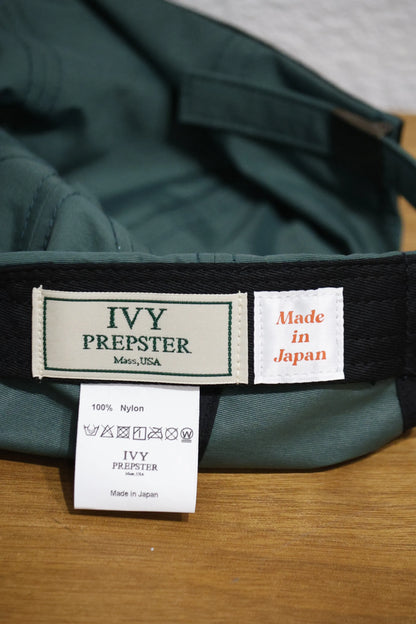 IVY
PREPSTER
Mass,USA
Made
in
Japan
100% Nylon
IVY
PREPSTER
Mass, USA
Made in Japan